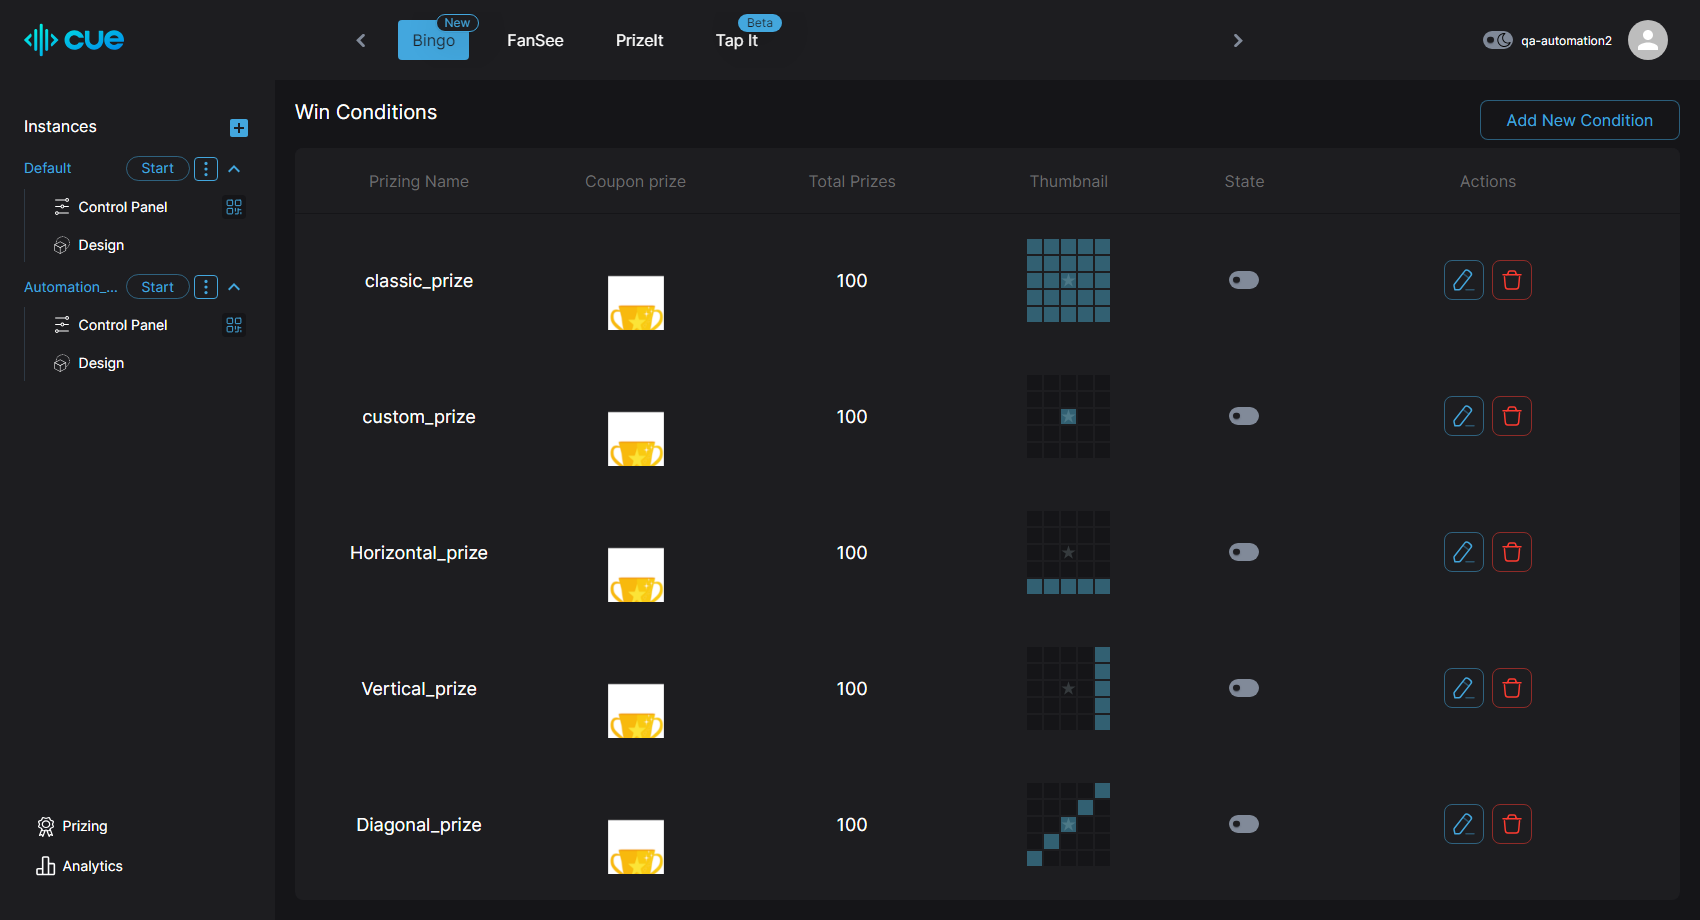 cue
Bingo
New
FanSee
PrizeIt
Tap It
Beta
qa-automation2
Instances
Default
Start
Control Panel
Design
Automation_...
Start
Control Panel
Design
Prizing
Analytics
Win Conditions
Add New Condition
Prizing Name Coupon prize Total Prizes Thumbnail State Actions
classic_prize 100
custom_prize 100
Horizontal_prize 100
Vertical_prize 100
Diagonal_prize 100